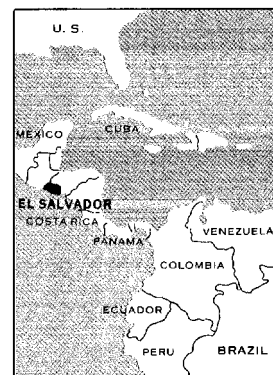 U. S.
MEXICO
CUBA
EL SALVADOR
COSTA RICA
PANAMA
VENEZUELA
COLOMBIA
ECUADOR
PERU
BRAZIL